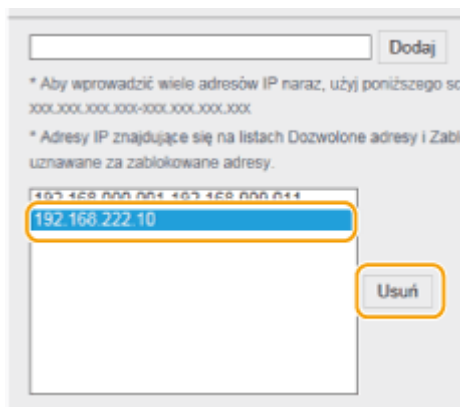 Dodaj
* Aby wprowadzić wiele adresów IP naraz, użyj poniższego
xxx.xxx.xxx.xxx-xxx.xxx.xxx.xxx
* Adresy IP znajdujące się na listach Dozwolone adresy i
uznawane za zablokowane adresy.
192.168.000.001-192.168.000.011
192.168.222.10
Usuń